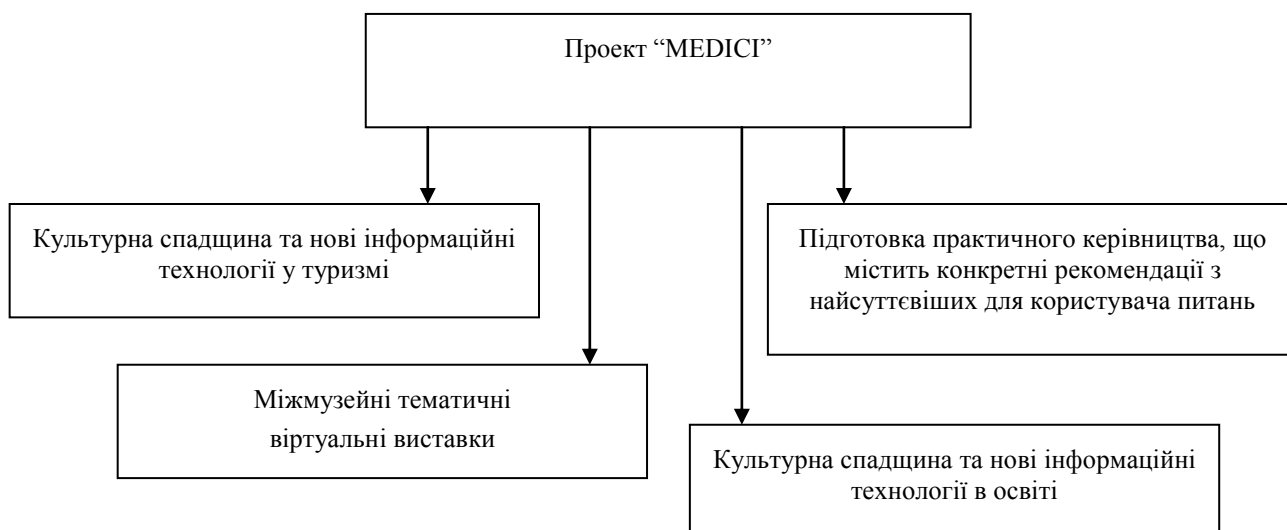 Проект “MEDICI”
Культурна спадщина та нові інформаційні
технології у туризмі
Підготовка практичного керівництва, що
містить конкретні рекомендації з
найсуттєвіших для користувача питань
Міжмузейні тематичні
віртуальні виставки
Культурна спадщина та нові інформаційні
технології в освіті